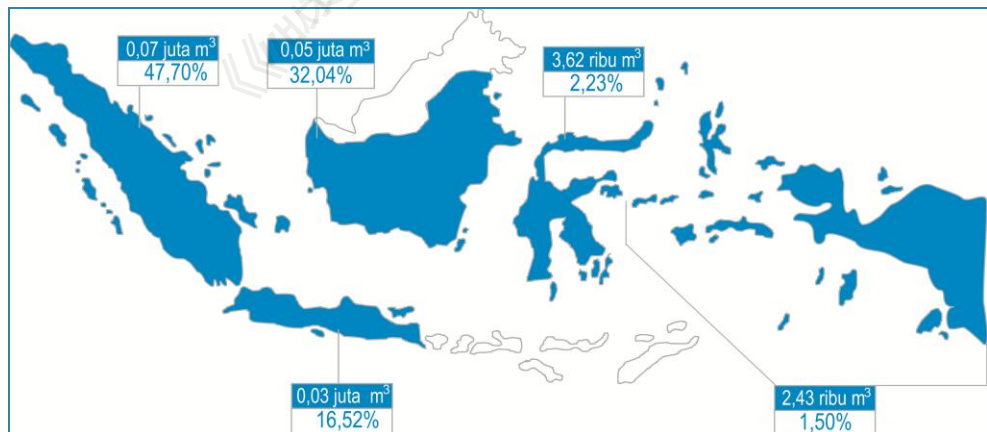 0,07 juta m³
47,70%
0,05 juta m³
32,04%
3,62 ribu m³
2,23%
0,03 juta m³
16,52%
2,43 ribu m³
1,50%